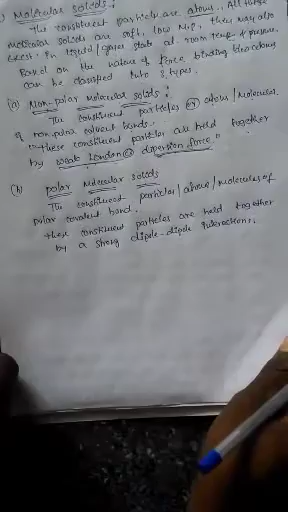 Molecular solids:
The constituent particles are atoms. All these
molecular solids are soft, low M.P, they may also
exist in liquid/gases state at room temp & pressure.
Based on the nature of force binding
can be classified into 3 types.
(a) Non-polar Molecular solids:
The constituent particles (or) atoms/molecules
of non polar covalent bonds.
"these constituent particles are held together
by weak London (or) dispersion force."
(b) polar Molecular solids
The constituent particles/atoms/molecules of
polar covalent bond.
these constituent particles are held together
by a strong dipole-dipole interactions.